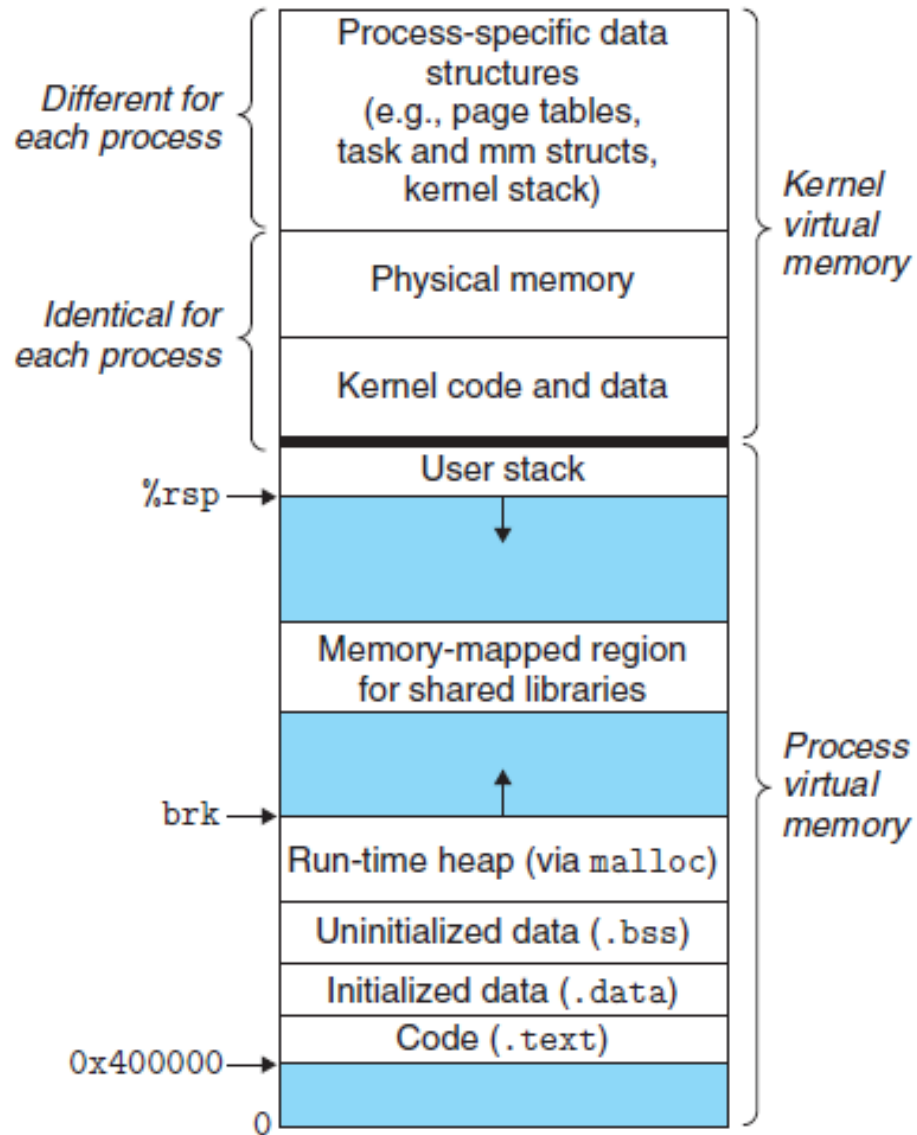 Process-specific data
structures
(e.g., page tables,
task and mm structs,
kernel stack)
Different for
each process
Kernel
virtual
memory
Physical memory
Identical for
each process
Kernel code and data
User stack
%rsp
Memory-mapped region
for shared libraries
Process
virtual
memory
brk
Run-time heap (via malloc)
Uninitialized data (.bss)
Initialized data (.data)
Code (.text)
0x400000
0